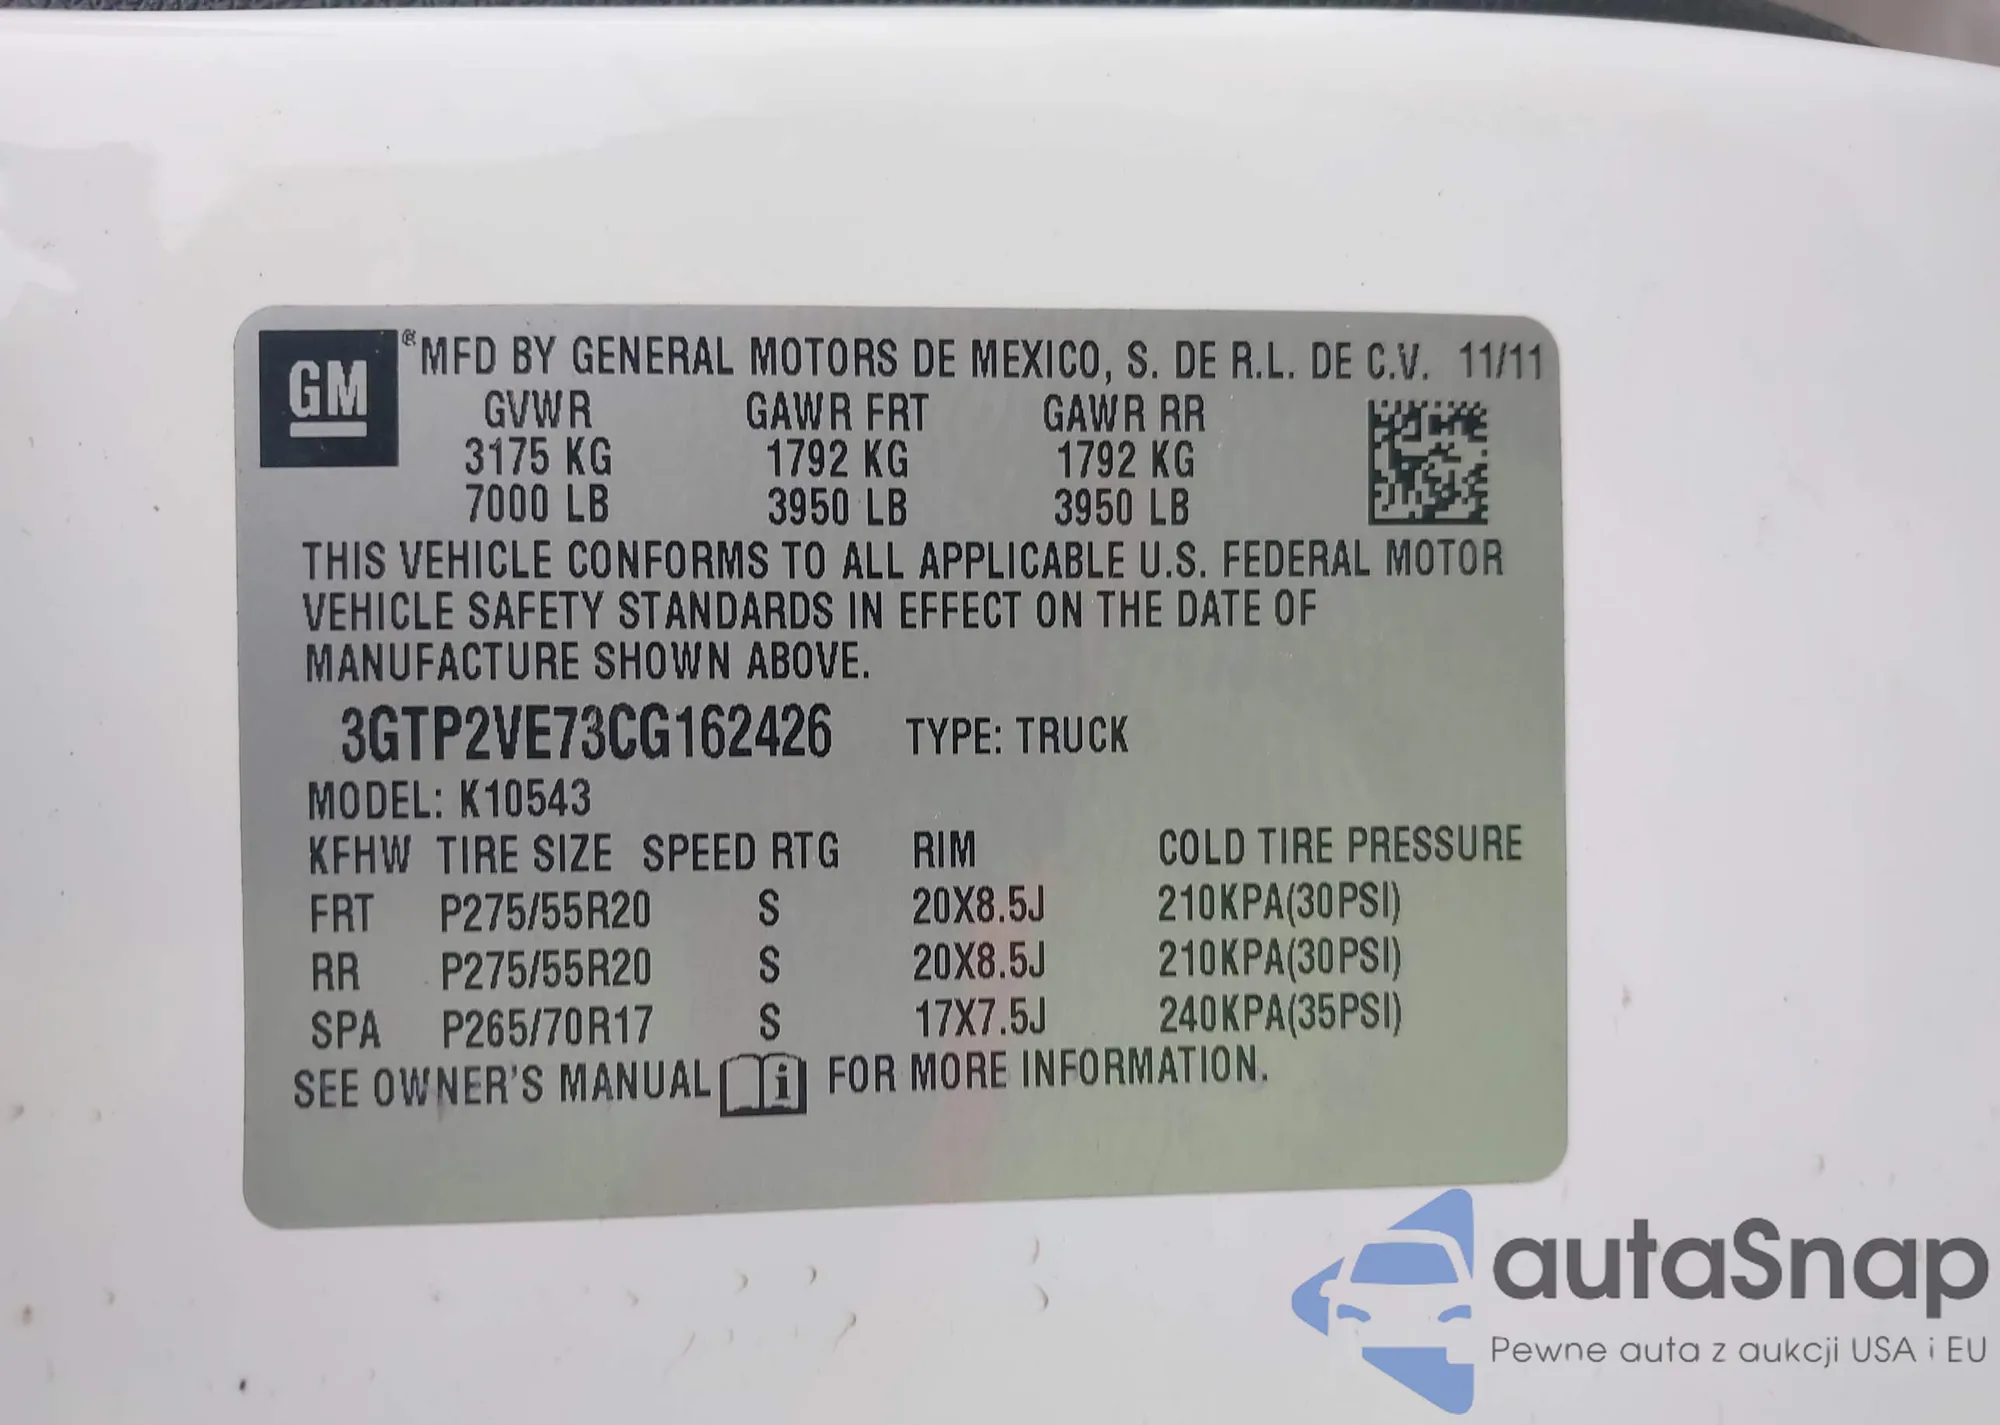 GM ® MFD BY GENERAL MOTORS DE MEXICO, S. DE R.L. DE C.V. 11/11
GVWR GAWR FRT GAWR RR
3175 KG 1792 KG 1792 KG
7000 LB 3950 LB 3950 LB
THIS VEHICLE CONFORMS TO ALL APPLICABLE U.S. FEDERAL MOTOR
VEHICLE SAFETY STANDARDS IN EFFECT ON THE DATE OF
MANUFACTURE SHOWN ABOVE.
3GTP2VE73CG162426 TYPE: TRUCK
MODEL: K10543
KFHW TIRE SIZE SPEED RTG RIM COLD TIRE PRESSURE
FRT P275/55R20 S 20X8.5J 210KPA(30PSI)
RR P275/55R20 S 20X8.5J 210KPA(30PSI)
SPA P265/70R17 S 17X7.5J 240KPA(35PSI)
SEE OWNER'S MANUAL i FOR MORE INFORMATION.
autaSnap
Pewne auta z aukcji USA i EU